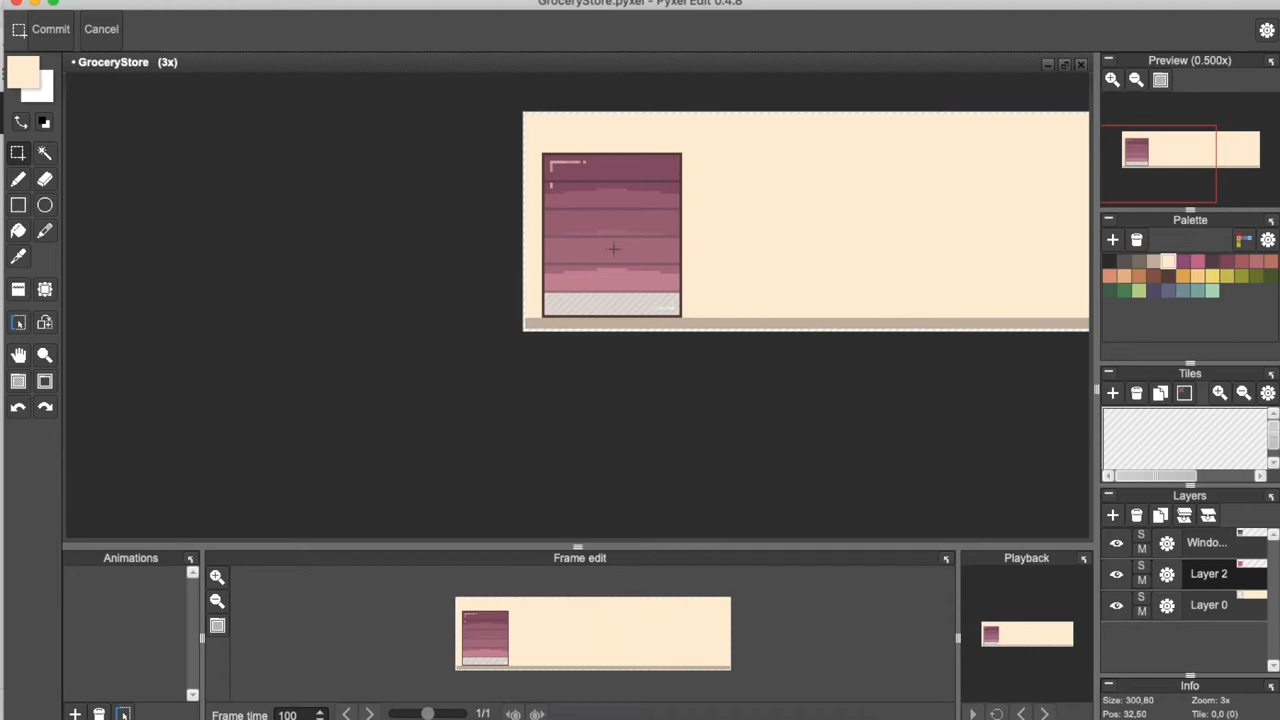 GroceryStore.pyxel - Pyxel Edit 0.4.8
Commit Cancel
• GroceryStore (3x)
Preview (0.500x)
Palette
Tiles
Layers
S
M
Windo...
S
M
Layer 2
S
M
Layer 0
Animations
Frame edit
Playback
Info
Size: 300,80 Zoom: 3x
Pos: 32,50 Tile: 0,0 (0)
Frame time 100 1/1